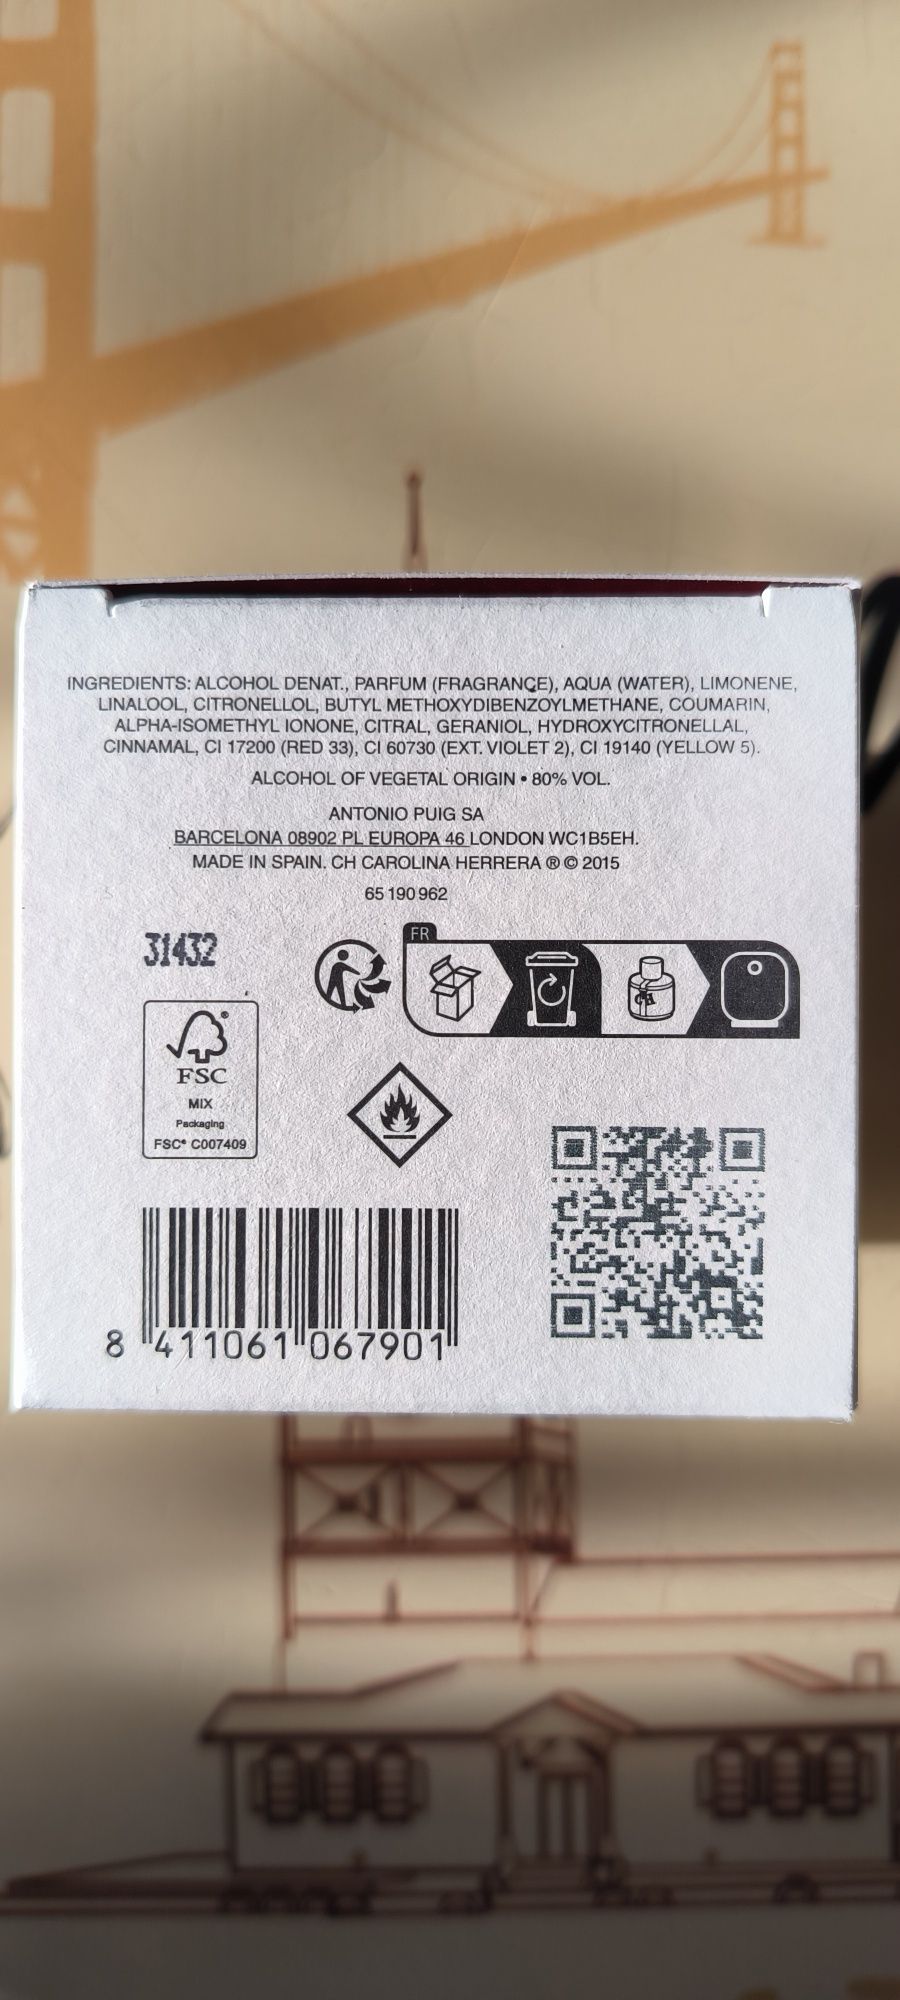 INGREDIENTS: ALCOHOL DENAT., PARFUM (FRAGRANCE), AQUA (WATER), LIMONENE,
LINALOOL, CITRONELLOL, BUTYL METHOXYDIBENZOYLMETHANE, COUMARIN,
ALPHA-ISOMETHYL IONONE, CITRAL, GERANIOL, HYDROXYCITRONELLAL,
CINNAMAL, CI 17200 (RED 33), CI 60730 (EXT. VIOLET 2), CI 19140 (YELLOW 5).
ALCOHOL OF VEGETAL ORIGIN • 80% VOL.
ANTONIO PUIG SA
BARCELONA 08902 PL EUROPA 46 LONDON WC1B5EH.
MADE IN SPAIN. CH CAROLINA HERRERA ® © 2015
65190962
31432
FR
®
FSC
MIX
Packaging
FSC® C007409
8 411061 067901